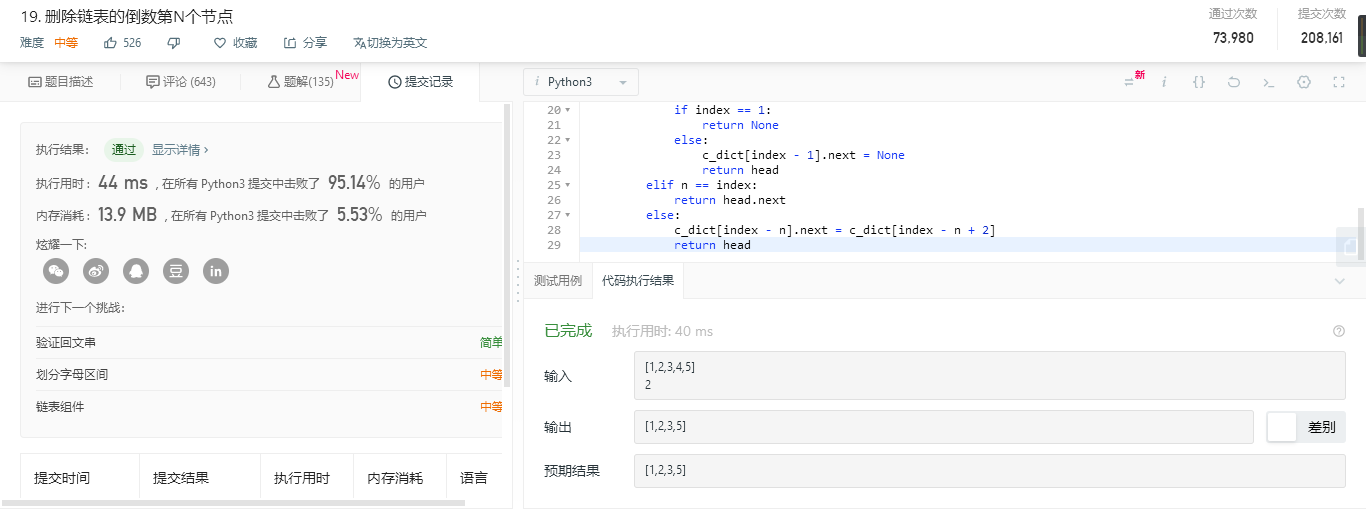 19. 删除链表的倒数第N个节点
难度 中等 526 收藏 分享 切换为英文
通过次数 提交次数
73,980 208,161
题目描述 评论 (643) 题解(135) New 提交记录
执行结果: 通过 显示详情 ›
执行用时 : 44 ms , 在所有 Python3 提交中击败了 95.14% 的用户
内存消耗 : 13.9 MB , 在所有 Python3 提交中击败了 5.53% 的用户
炫耀一下:
豆 in
进行下一个挑战:
验证回文串 简单
划分字母区间 中等
链表组件 中等
提交时间 提交结果 执行用时 内存消耗 语言
i Python3 新 i {}
20 if index == 1:
21 return None
22 else:
23 c_dict[index - 1].next = None
24 return head
25 elif n == index:
26 return head.next
27 else:
28 c_dict[index - n].next = c_dict[index - n + 2]
29 return head
测试用例 代码执行结果
已完成 执行用时: 40 ms
输入
[1,2,3,4,5]
2
输出 [1,2,3,5] 差别
预期结果 [1,2,3,5]